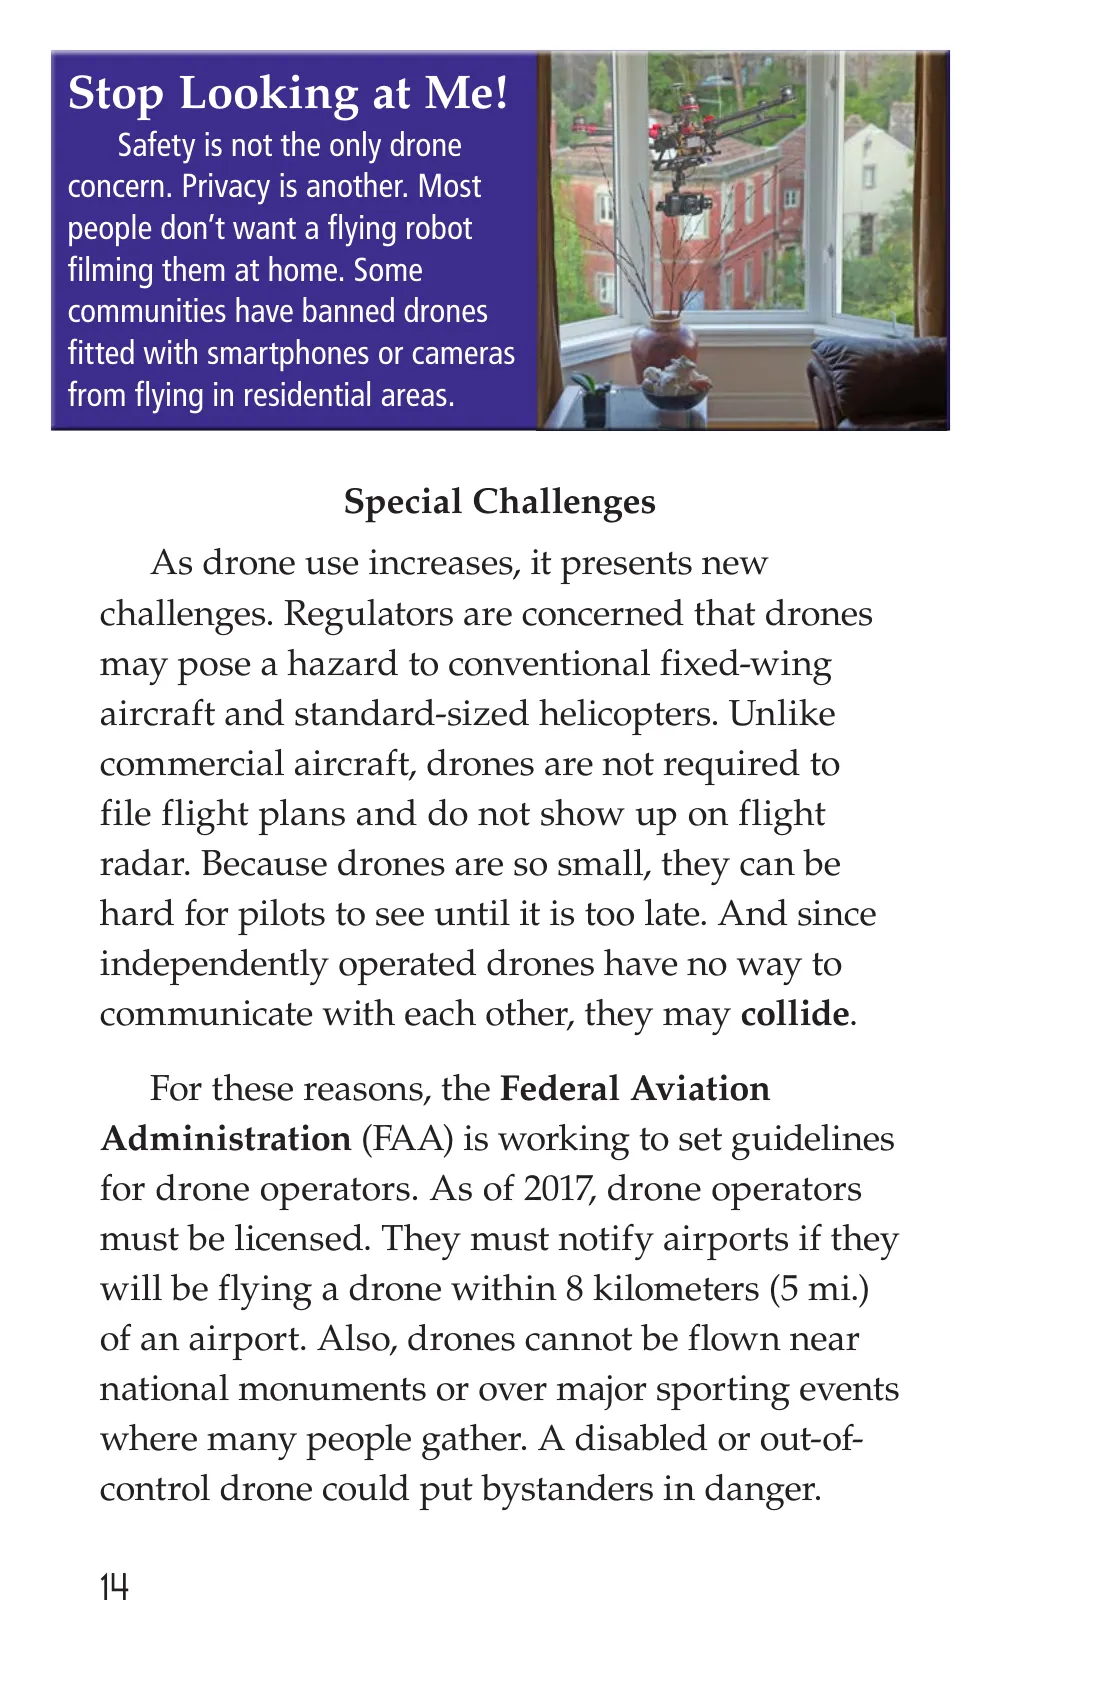 Stop Looking at Me!
Safety is not the only drone
concern. Privacy is another. Most
people don’t want a flying robot
filming them at home. Some
communities have banned drones
fitted with smartphones or cameras
from flying in residential areas.
Special Challenges
As drone use increases, it presents new
challenges. Regulators are concerned that drones
may pose a hazard to conventional fixed-wing
aircraft and standard-sized helicopters. Unlike
commercial aircraft, drones are not required to
file flight plans and do not show up on flight
radar. Because drones are so small, they can be
hard for pilots to see until it is too late. And since
independently operated drones have no way to
communicate with each other, they may collide.
For these reasons, the Federal Aviation
Administration (FAA) is working to set guidelines
for drone operators. As of 2017, drone operators
must be licensed. They must notify airports if they
will be flying a drone within 8 kilometers (5 mi.)
of an airport. Also, drones cannot be flown near
national monuments or over major sporting events
where many people gather. A disabled or out-of-
control drone could put bystanders in danger.
14